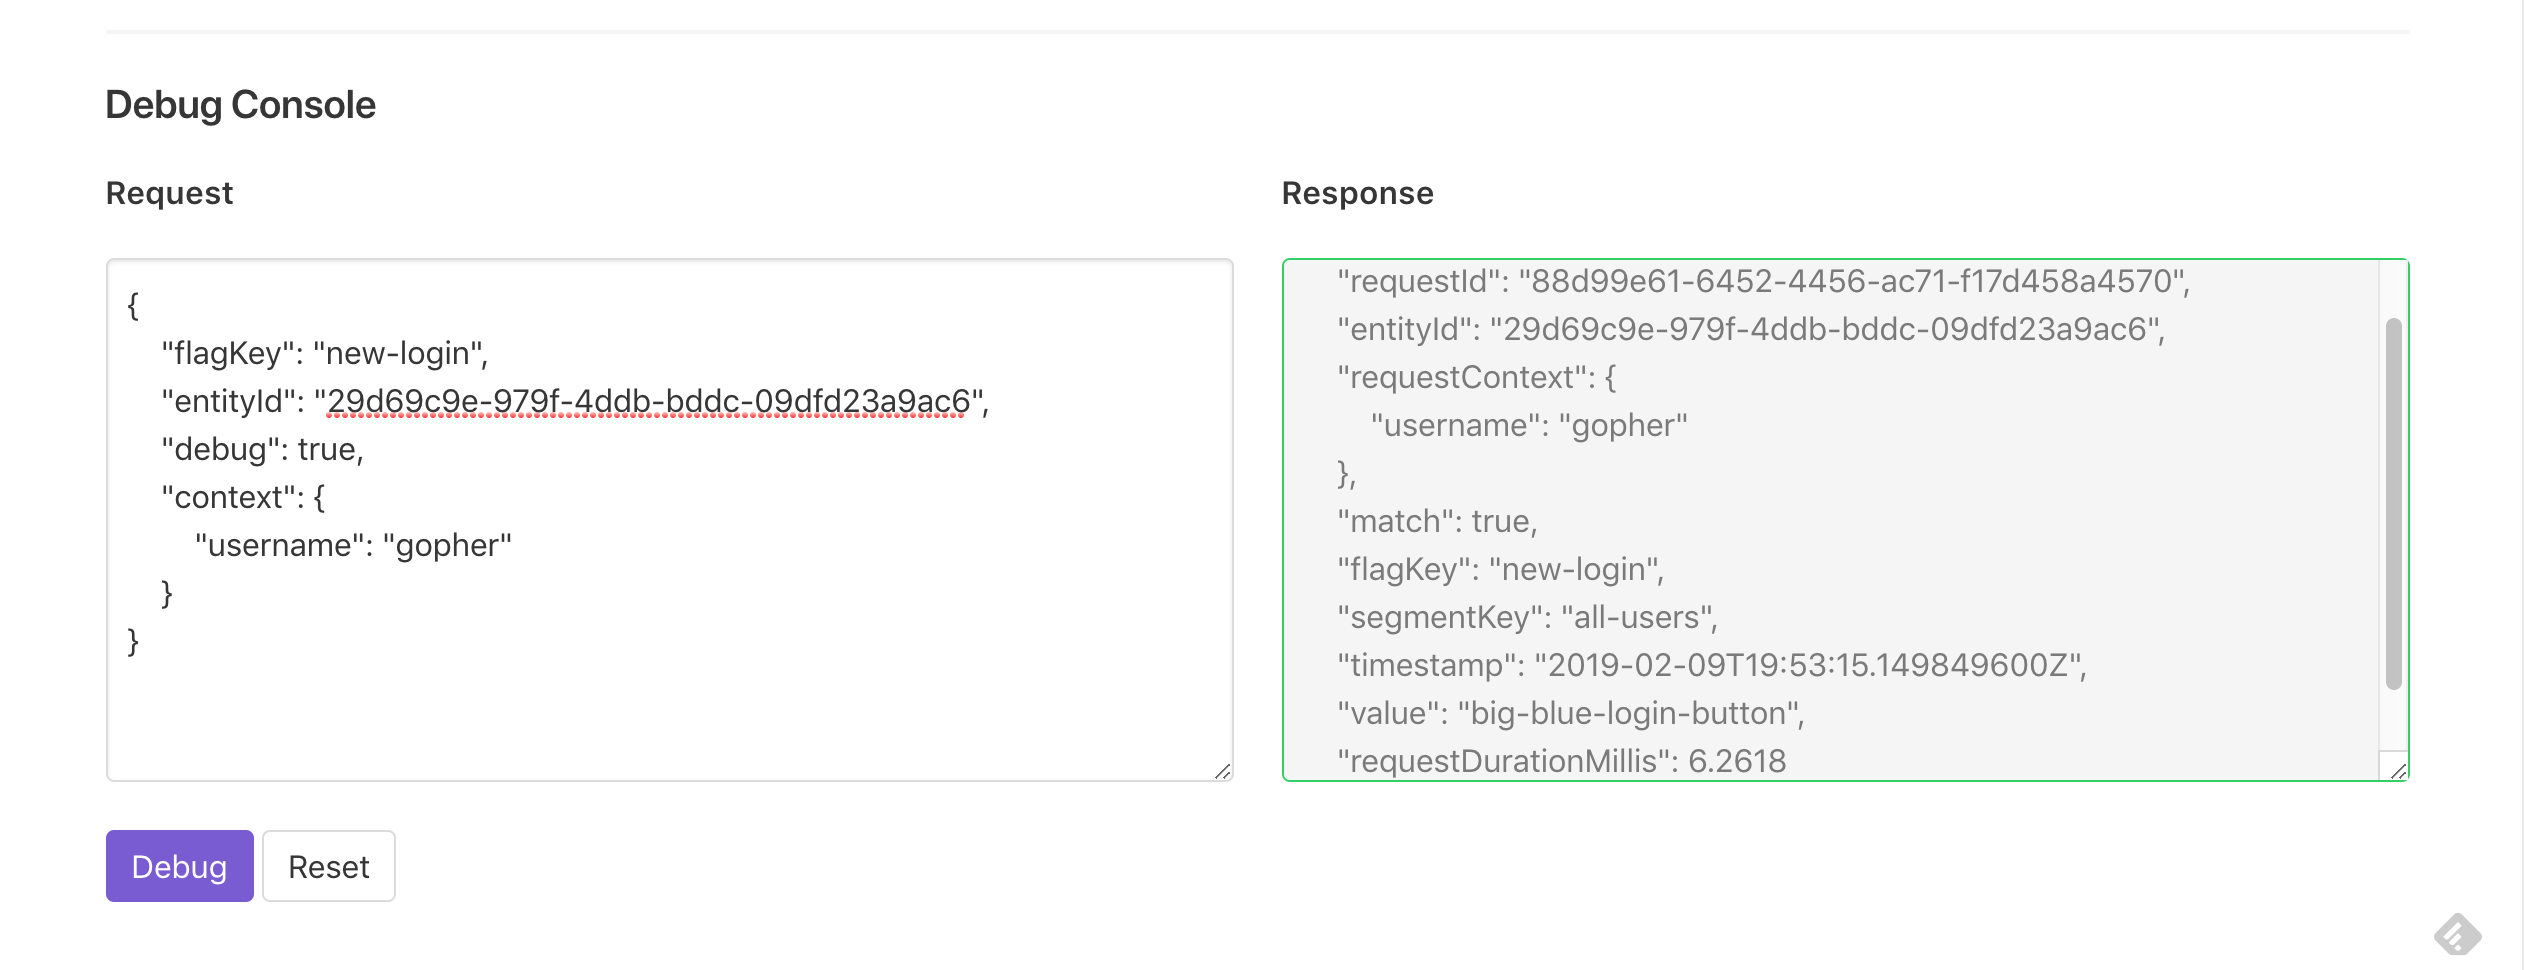 Debug Console
Request
{
"flagKey": "new-login",
"entityId": "29d69c9e-979f-4ddb-bddc-09dfd23a9ac6",
"debug": true,
"context": {
"username": "gopher"
}
}
Debug
Reset
Response
"requestId": "88d99e61-6452-4456-ac71-f17d458a4570",
"entityId": "29d69c9e-979f-4ddb-bddc-09dfd23a9ac6",
"requestContext": {
"username": "gopher"
},
"match": true,
"flagKey": "new-login",
"segmentKey": "all-users",
"timestamp": "2019-02-09T19:53:15.149849600Z",
"value": "big-blue-login-button",
"requestDurationMillis": 6.2618